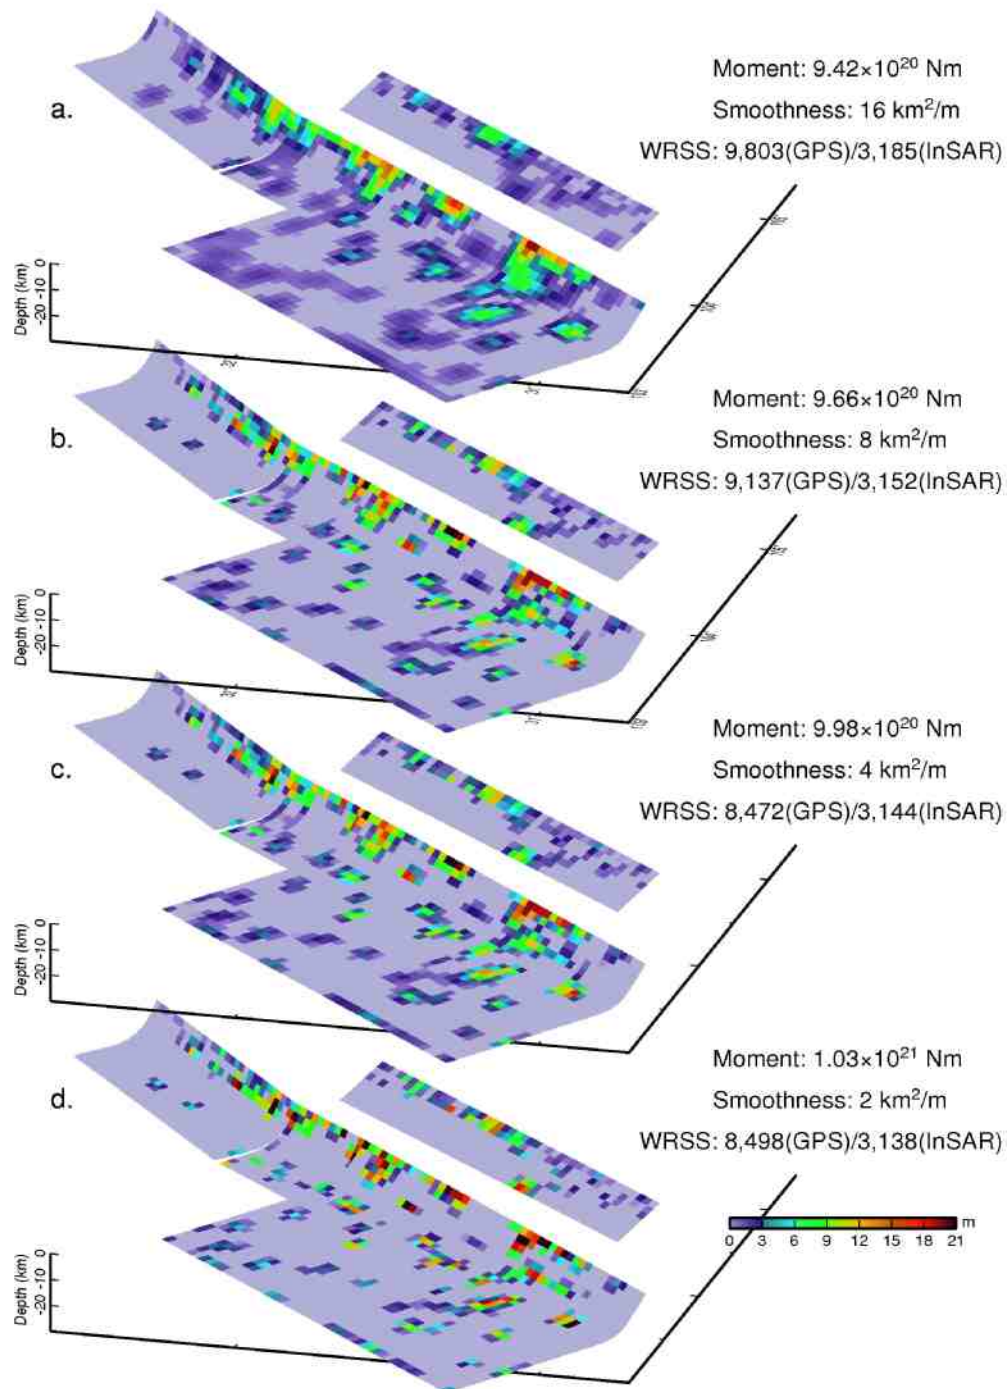 a.
Moment: 9.42×10²⁰ Nm
Smoothness: 16 km²/m
WRSS: 9,803(GPS)/3,185(InSAR)
Depth (km)
0
-10
-20
b.
Moment: 9.66×10²⁰ Nm
Smoothness: 8 km²/m
WRSS: 9,137(GPS)/3,152(InSAR)
Depth (km)
0
-10
-20
c.
Moment: 9.98×10²⁰ Nm
Smoothness: 4 km²/m
WRSS: 8,472(GPS)/3,144(InSAR)
Depth (km)
0
-10
-20
d.
Moment: 1.03×10²¹ Nm
Smoothness: 2 km²/m
WRSS: 8,498(GPS)/3,138(InSAR)
m
0 3 6 9 12 15 18 21
Depth (km)
0
-10
-20